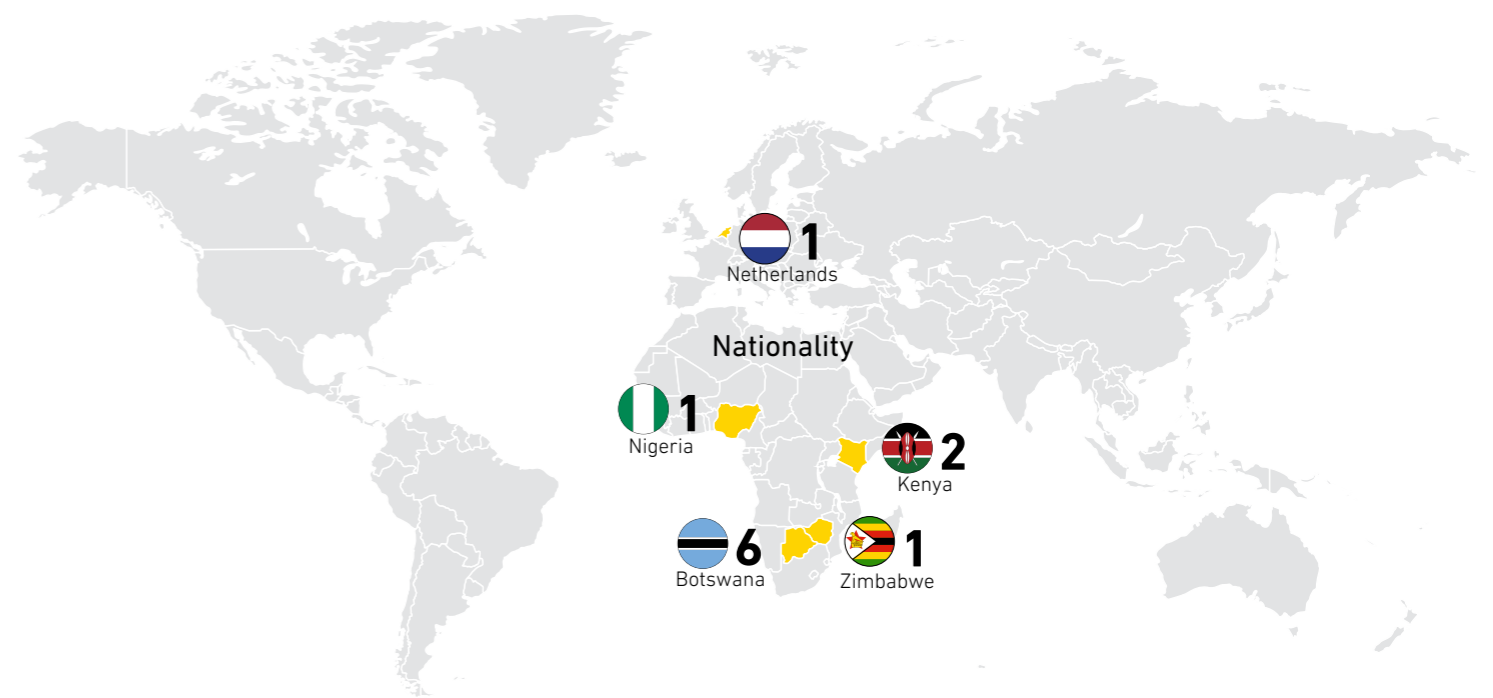 1
Netherlands
Nationality
1
Nigeria
2
Kenya
6
Botswana
1
Zimbabwe